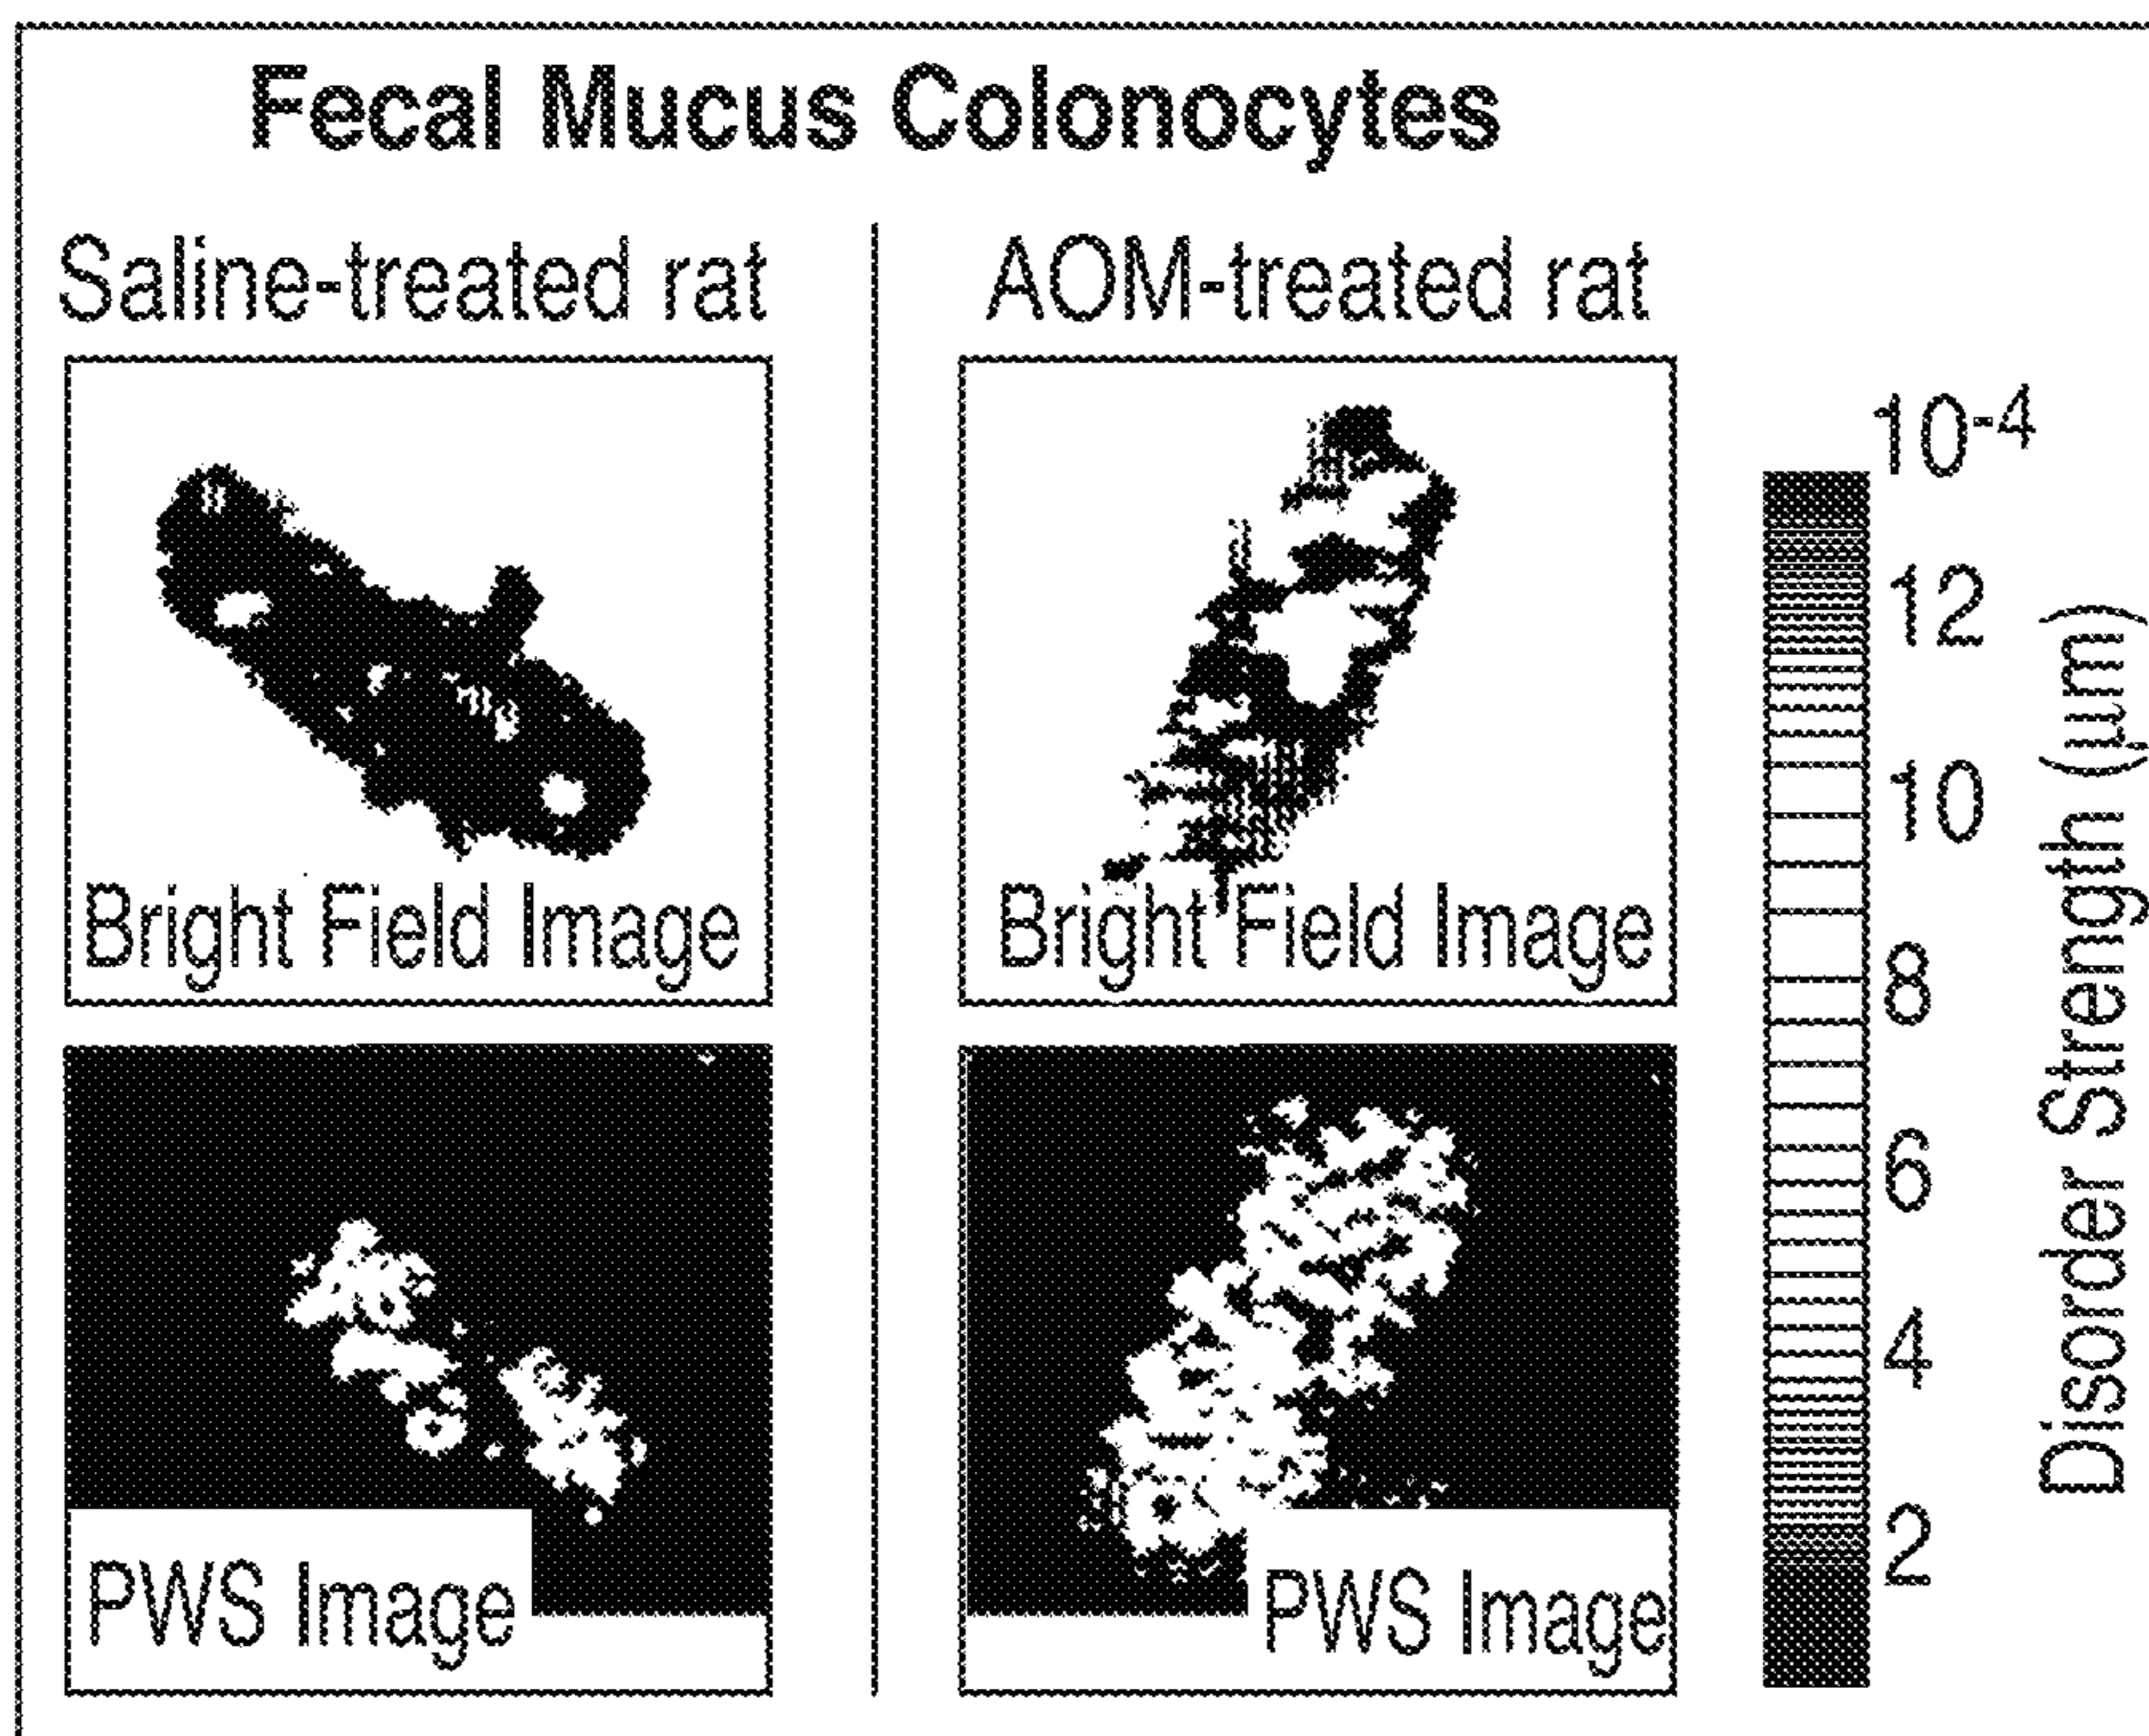 Fecal Mucus Colonocytes
Saline-treated rat
AOM-treated rat
Bright Field Image
Bright Field Image
PWS Image
PWS Image
10-4
12
10
8
6
4
2
Disorder Strength (µm)